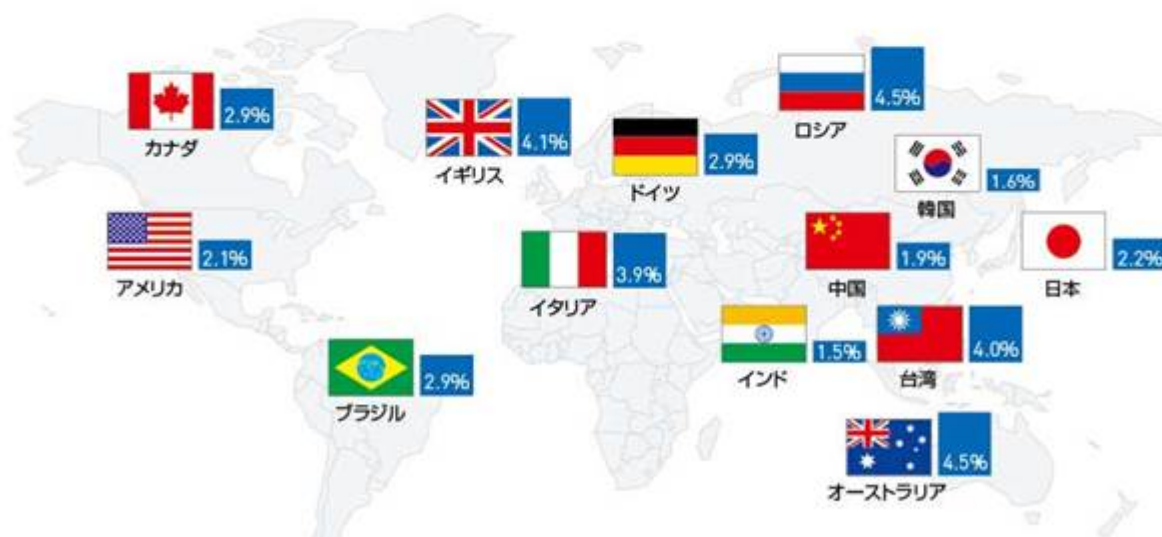 4.5%
ロシア
2.9%
カナダ
4.1%
イギリス
2.9%
ドイツ
1.6%
韓国
2.1%
アメリカ
3.9%
イタリア
1.9%
中国
2.2%
日本
1.5%
インド
4.0%
台湾
2.9%
ブラジル
4.5%
オーストラリア